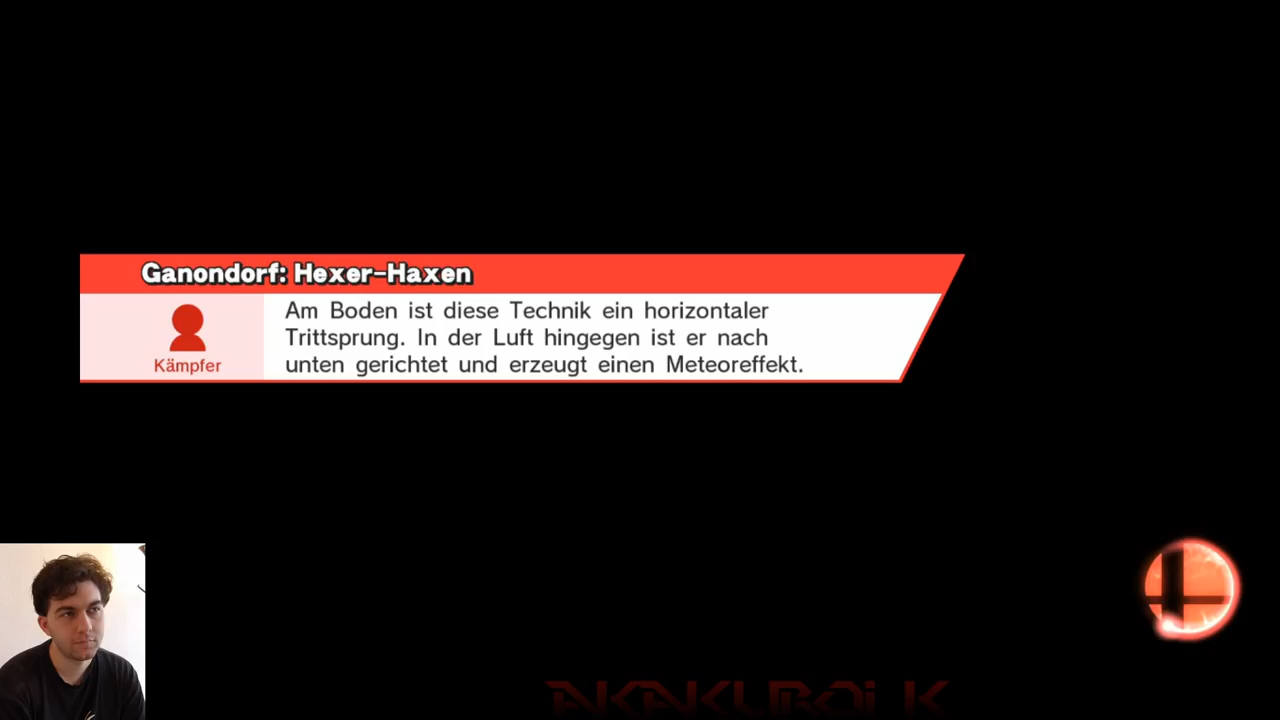 Ganondorf: Hexer-Haxen
Am Boden ist diese Technik ein horizontaler
Trittsprung. In der Luft hingegen ist er nach
Kämpfer
unten gerichtet und erzeugt einen Meteoreffekt.
AKAKUROi K